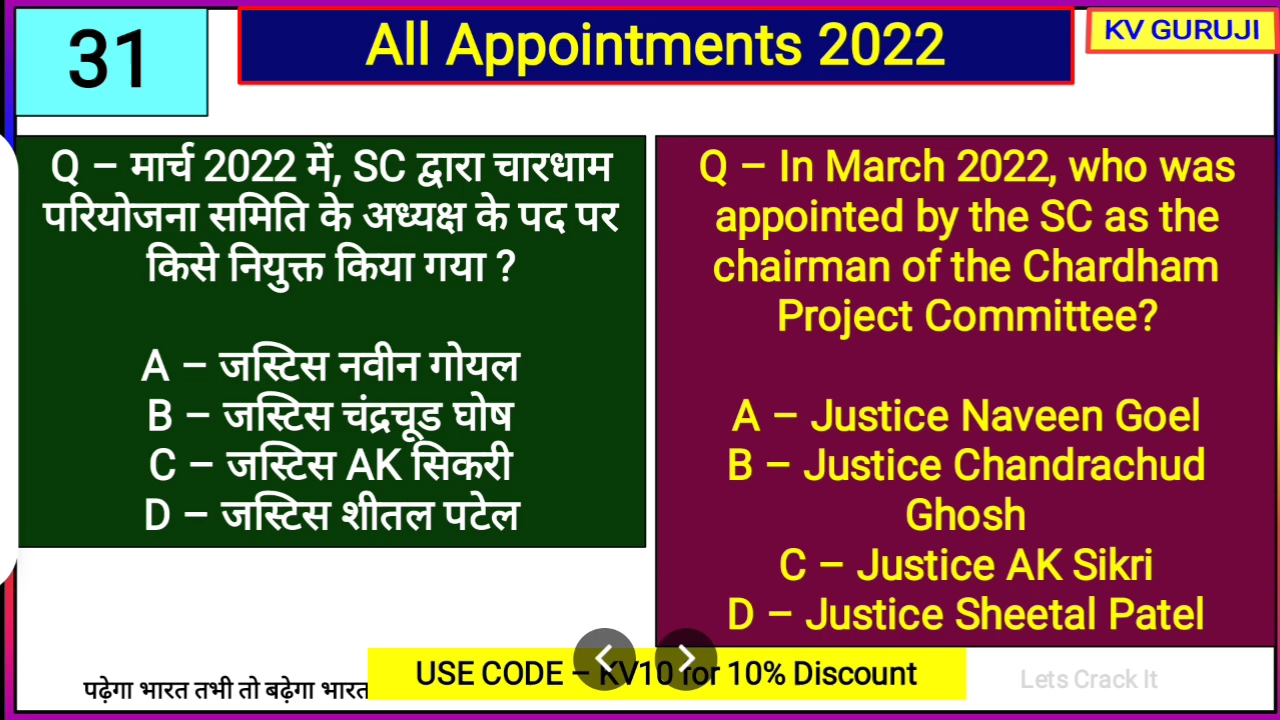 31
All Appointments 2022
KV GURUJI
Q – मार्च 2022 में, SC द्वारा चारधाम
परियोजना समिति के अध्यक्ष के पद पर
किसे नियुक्त किया गया ?
A – जस्टिस नवीन गोयल
B – जस्टिस चंद्रचूड घोष
C – जस्टिस AK सिकरी
D – जस्टिस शीतल पटेल
Q – In March 2022, who was
appointed by the SC as the
chairman of the Chardham
Project Committee?
A – Justice Naveen Goel
B – Justice Chandrachud
Ghosh
C – Justice AK Sikri
D – Justice Sheetal Patel
पढ़ेगा भारत तभी तो बढ़ेगा भारत
USE CODE – KV10 for 10% Discount
Lets Crack It